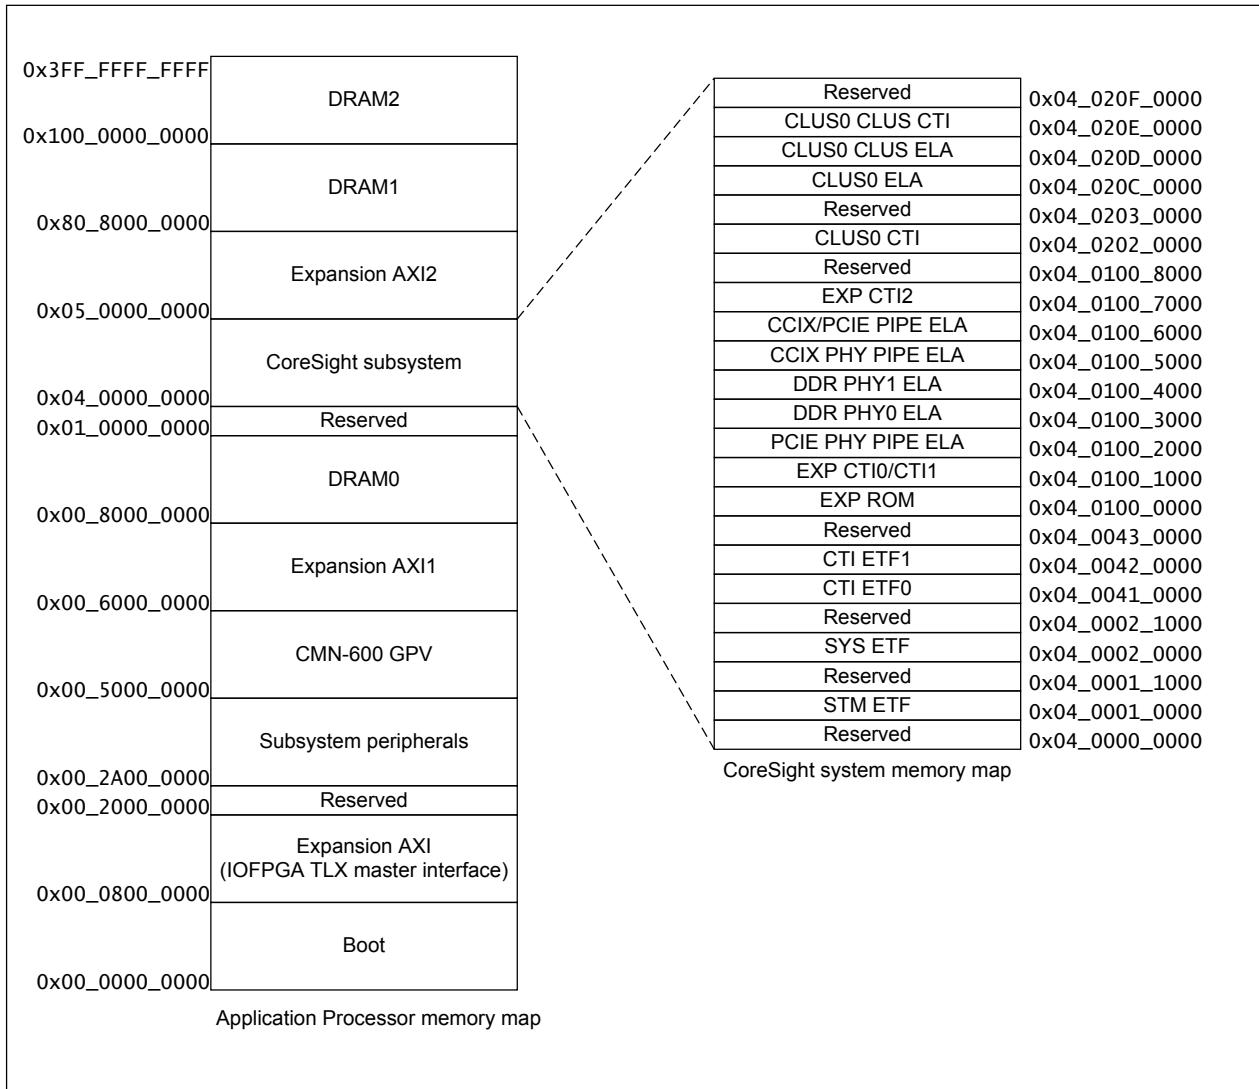 0x3FF_FFFF_FFFF
DRAM2
0x100_0000_0000
DRAM1
0x80_8000_0000
Expansion AXI2
0x05_0000_0000
CoreSight subsystem
0x04_0000_0000
Reserved
0x01_0000_0000
DRAM0
0x00_8000_0000
Expansion AXI1
0x00_6000_0000
CMN-600 GPV
0x00_5000_0000
Subsystem peripherals
0x00_2A00_0000
Reserved
0x00_2000_0000
Expansion AXI
(IOFPGA TLX master interface)
0x00_0800_0000
Boot
0x00_0000_0000
Application Processor memory map
Reserved 0x04_020F_0000
CLUS0 CLUS CTI 0x04_020E_0000
CLUS0 CLUS ELA 0x04_020D_0000
CLUS0 ELA 0x04_020C_0000
Reserved 0x04_0203_0000
CLUS0 CTI 0x04_0202_0000
Reserved 0x04_0100_8000
EXP CTI2 0x04_0100_7000
CCIX/PCIE PIPE ELA 0x04_0100_6000
CCIX PHY PIPE ELA 0x04_0100_5000
DDR PHY1 ELA 0x04_0100_4000
DDR PHY0 ELA 0x04_0100_3000
PCIE PHY PIPE ELA 0x04_0100_2000
EXP CTI0/CTI1 0x04_0100_1000
EXP ROM 0x04_0100_0000
Reserved 0x04_0043_0000
CTI ETF1 0x04_0042_0000
CTI ETF0 0x04_0041_0000
Reserved 0x04_0002_1000
SYS ETF 0x04_0002_0000
Reserved 0x04_0001_1000
STM ETF 0x04_0001_0000
Reserved 0x04_0000_0000
CoreSight system memory map